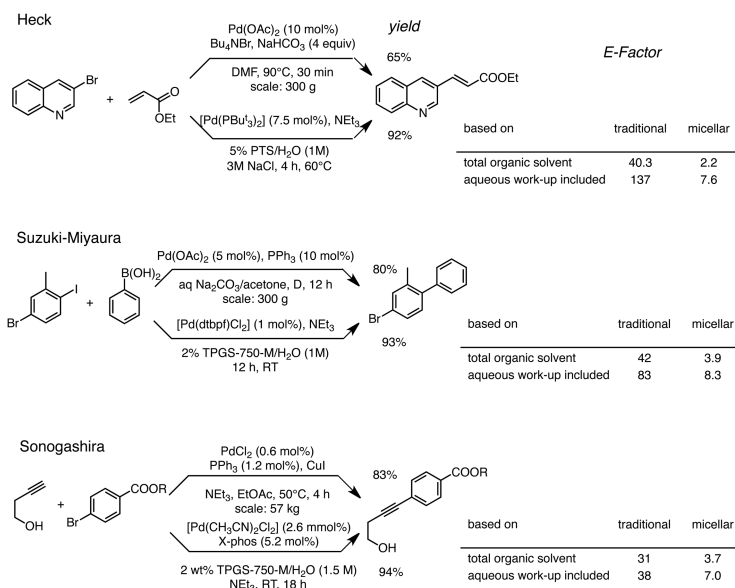 Heck
Pd(OAc)2 (10 mol%)
Bu4NBr, NaHCO3 (4 equiv)
DMF, 90°C, 30 min
scale: 300 g
[Pd(PBut3)2] (7.5 mol%), NEt3
5% PTS/H2O (1M)
3M NaCl, 4 h, 60°C
Br
N
+
O
OEt
yield
65%
92%
N
COOEt
E-Factor
based on traditional micellar
total organic solvent 40.3 2.2
aqueous work-up included 137 7.6
Suzuki-Miyaura
Pd(OAc)2 (5 mol%), PPh3 (10 mol%)
aq Na2CO3/acetone, D, 12 h
scale: 300 g
[Pd(dtbpf)Cl2] (1 mol%), NEt3
2% TPGS-750-M/H2O (1M)
12 h, RT
I
Br
+
B(OH)2
80%
93%
Br
based on traditional micellar
total organic solvent 42 3.9
aqueous work-up included 83 8.3
Sonogashira
PdCl2 (0.6 mol%)
PPh3 (1.2 mol%), CuI
NEt3, EtOAc, 50°C, 4 h
scale: 57 kg
[Pd(CH3CN)2Cl2] (2.6 mmol%)
X-phos (5.2 mol%)
2 wt% TPGS-750-M/H2O (1.5 M)
NEt3, RT, 18 h
OH
+
Br
COOR
83%
94%
COOR
OH
based on traditional micellar
total organic solvent 31 3.7
aqueous work-up included 38 7.0